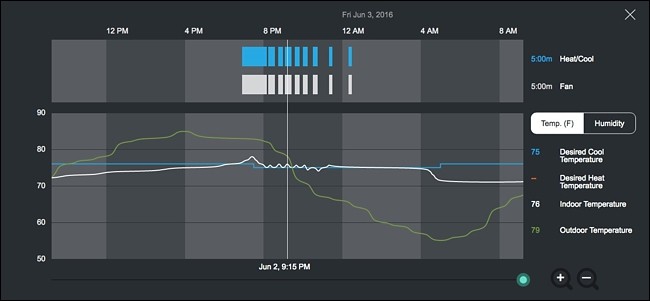 Fri Jun 3, 2016
12 PM 4 PM 8 PM 12 AM 4 AM 8 AM
5:00m Heat/Cool
5:00m Fan
90
80
70
60
50
Temp. (F) Humidity
75 Desired Cool
Temperature
– Desired Heat
Temperature
76 Indoor Temperature
79 Outdoor Temperature
Jun 2, 9:15 PM